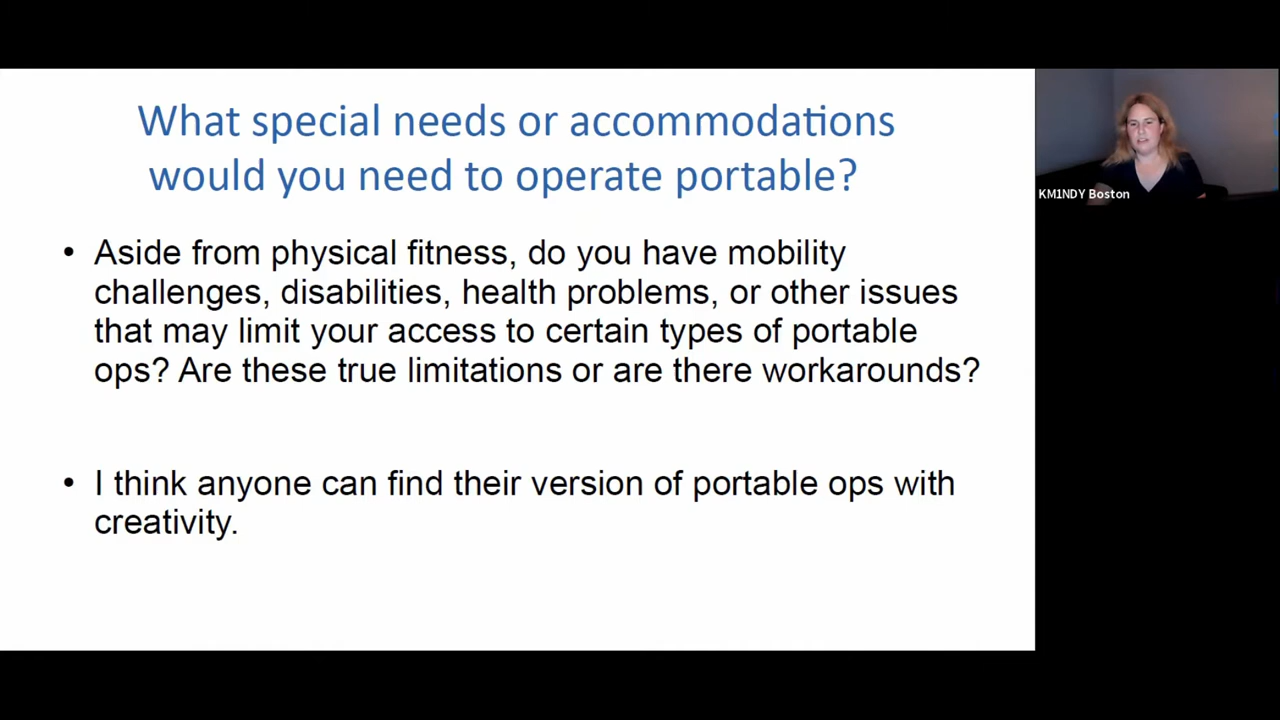 What special needs or accommodations
would you need to operate portable?
• Aside from physical fitness, do you have mobility
challenges, disabilities, health problems, or other issues
that may limit your access to certain types of portable
ops? Are these true limitations or are there workarounds?
• I think anyone can find their version of portable ops with
creativity.
KM1NDY Boston